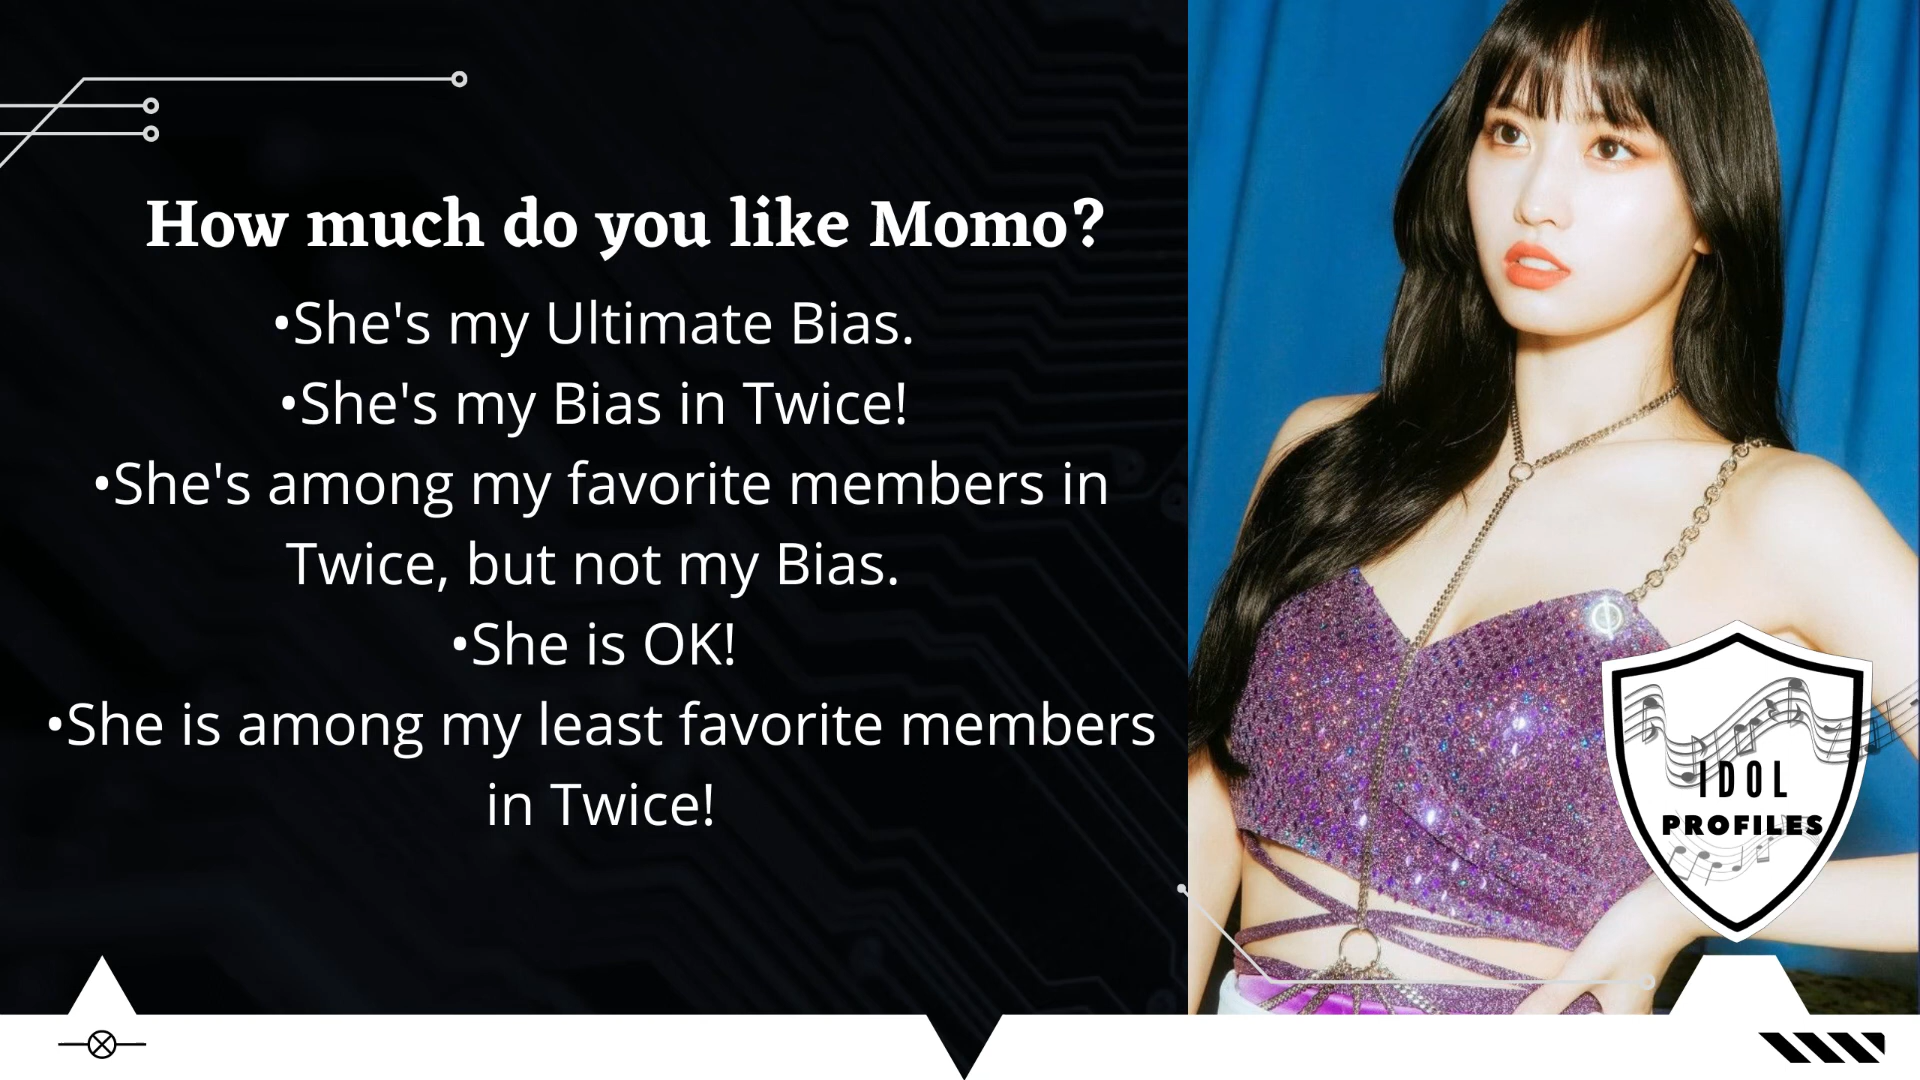 How much do you like Momo?
•She's my Ultimate Bias.
•She's my Bias in Twice!
•She's among my favorite members in
Twice, but not my Bias.
•She is OK!
•She is among my least favorite members
in Twice!
IDOL
PROFILES